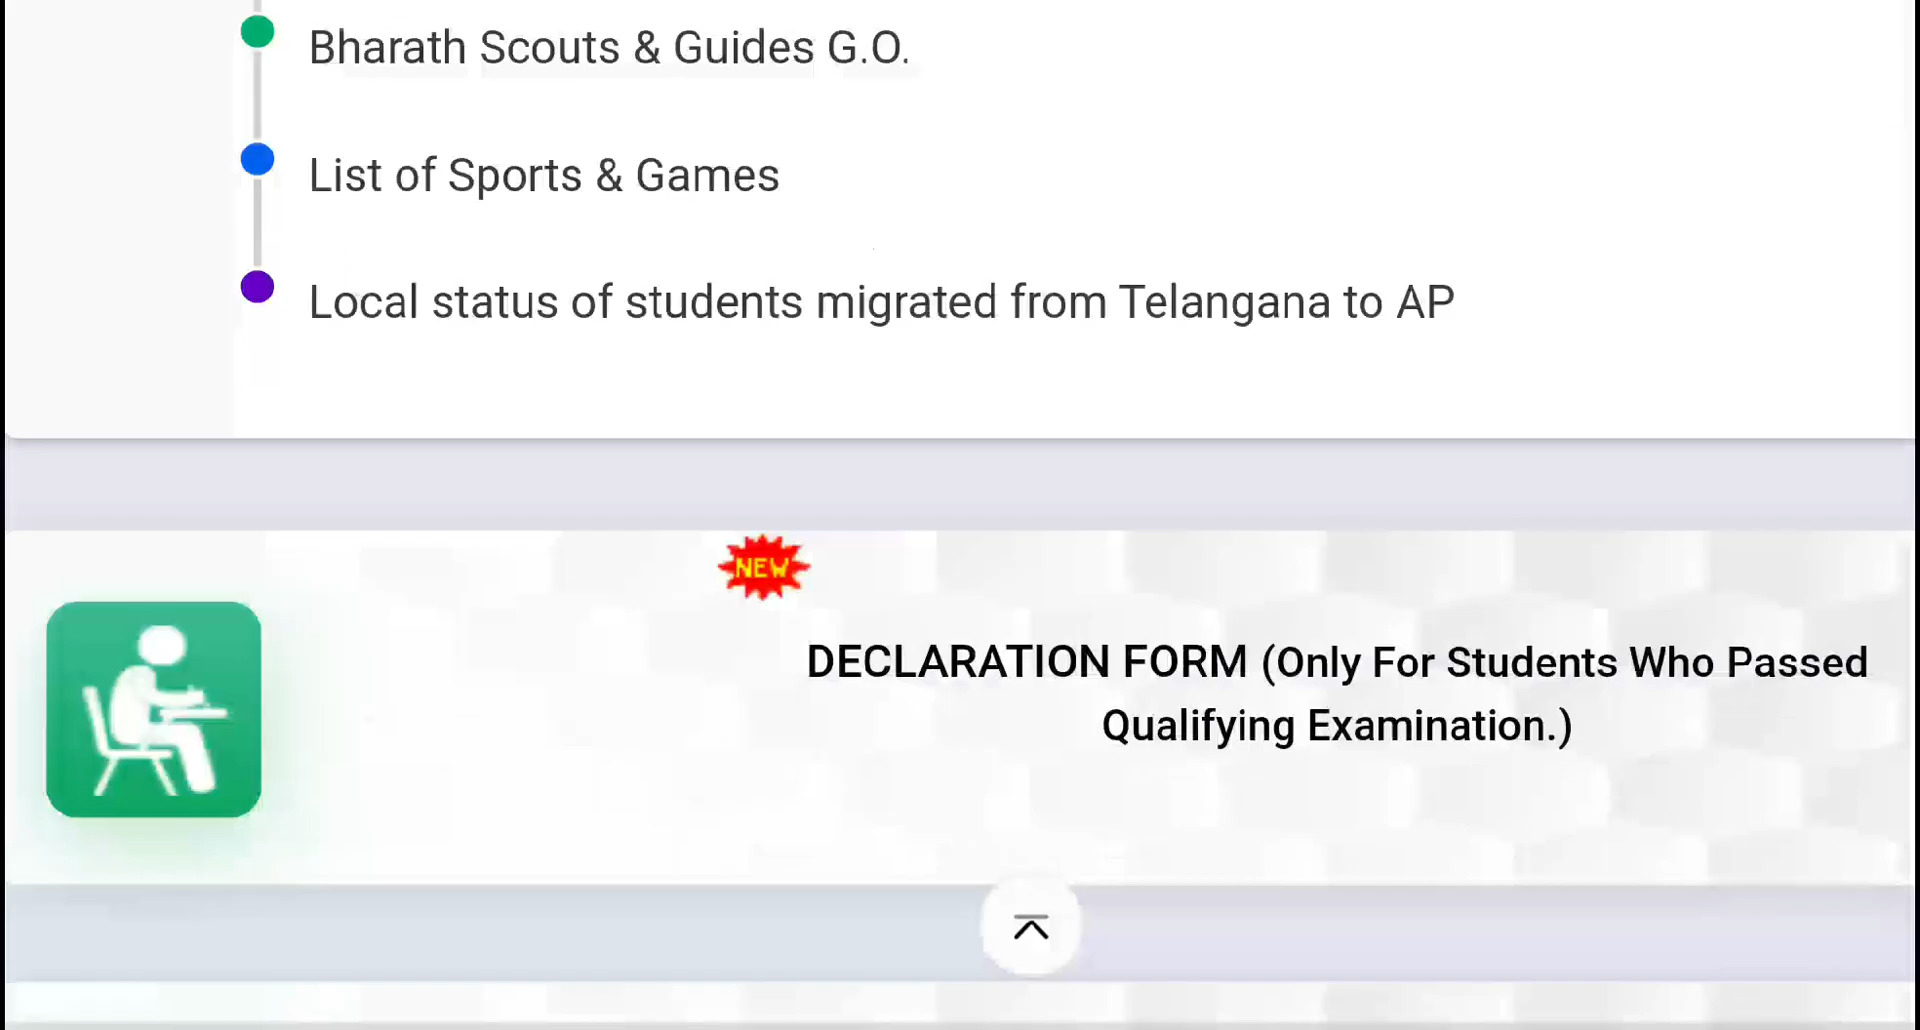 Bharath Scouts & Guides G.O.
List of Sports & Games
Local status of students migrated from Telangana to AP
NEW
DECLARATION FORM (Only For Students Who Passed
Qualifying Examination.)